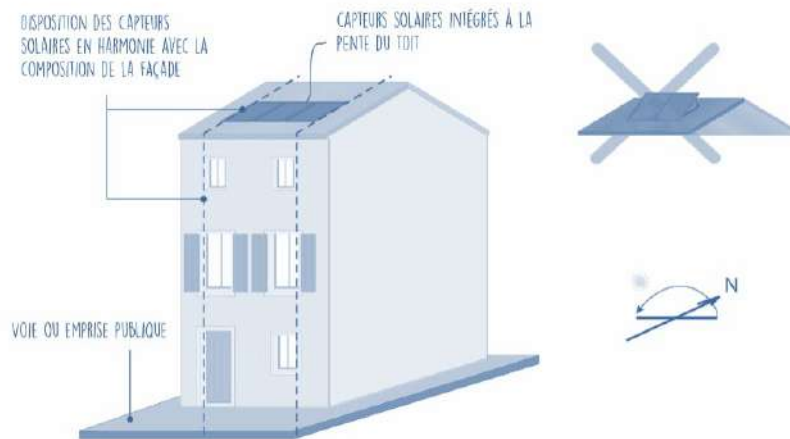 DISPOSITION DES CAPTEURS
SOLAIRES EN HARMONIE AVEC LA
COMPOSITION DE LA FAÇADE
CAPTEURS SOLAIRES INTÉGRÉS À LA
PENTE DU TOIT
VOIE OU EMPRISE PUBLIQUE
N